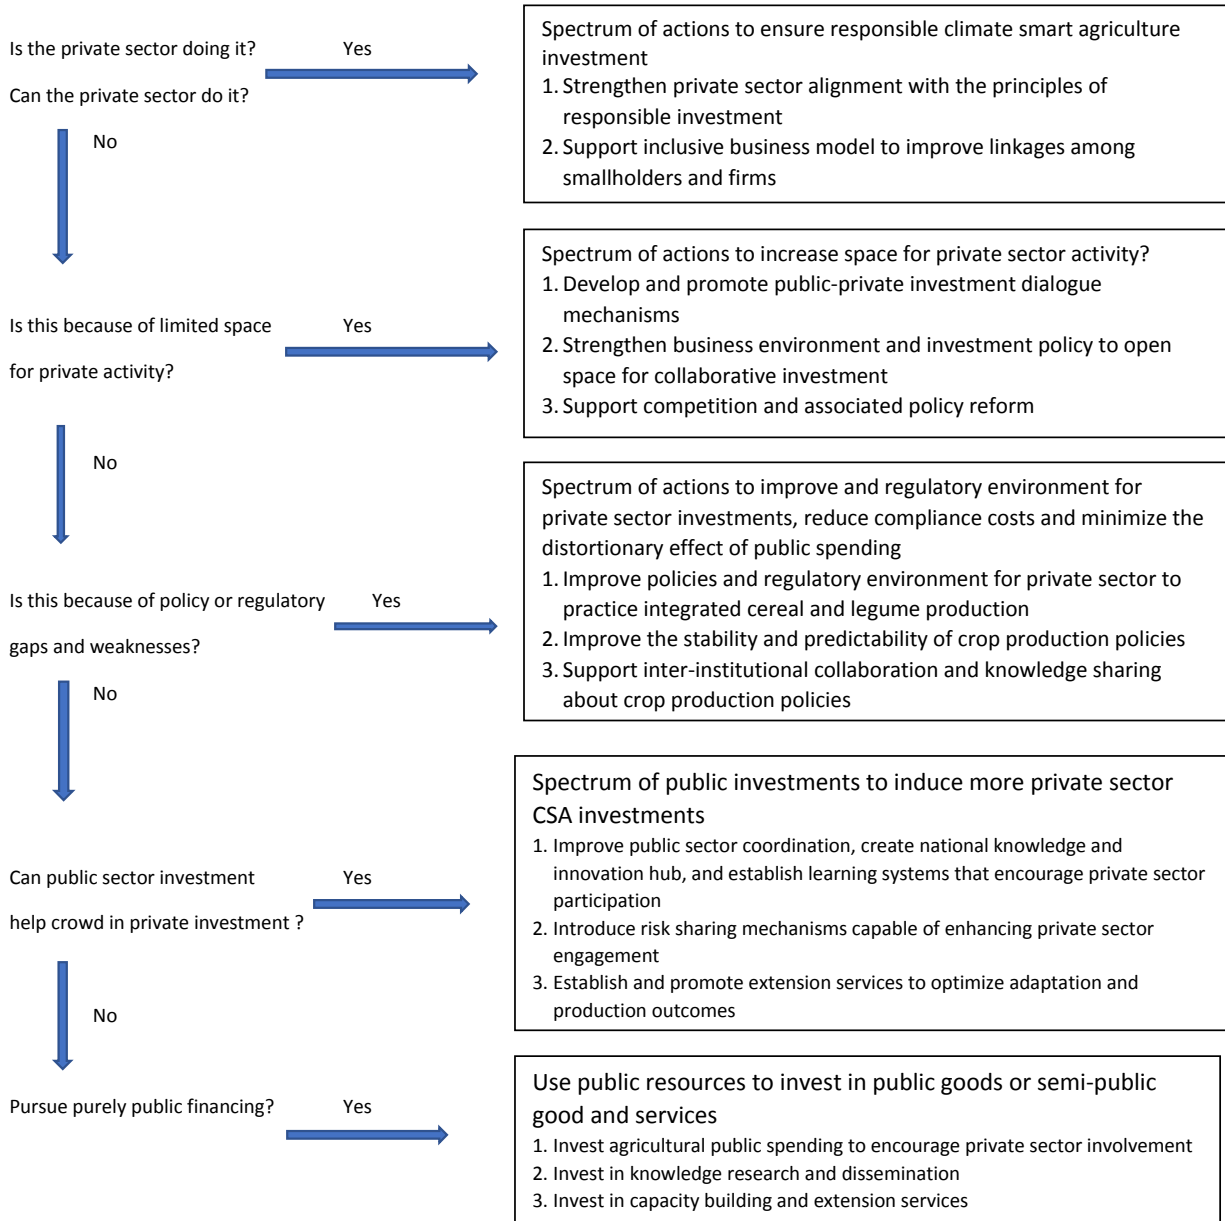 Is the private sector doing it?
Can the private sector do it?
Yes
No
Spectrum of actions to ensure responsible climate smart agriculture
investment
1. Strengthen private sector alignment with the principles of
responsible investment
2. Support inclusive business model to improve linkages among
smallholders and firms
Is this because of limited space
for private activity?
Yes
No
Spectrum of actions to increase space for private sector activity?
1. Develop and promote public-private investment dialogue
mechanisms
2. Strengthen business environment and investment policy to open
space for collaborative investment
3. Support competition and associated policy reform
Is this because of policy or regulatory
gaps and weaknesses?
Yes
No
Spectrum of actions to improve and regulatory environment for
private sector investments, reduce compliance costs and minimize the
distortionary effect of public spending
1. Improve policies and regulatory environment for private sector to
practice integrated cereal and legume production
2. Improve the stability and predictability of crop production policies
3. Support inter-institutional collaboration and knowledge sharing
about crop production policies
Can public sector investment
help crowd in private investment ?
Yes
No
Spectrum of public investments to induce more private sector
CSA investments
1. Improve public sector coordination, create national knowledge and
innovation hub, and establish learning systems that encourage private sector
participation
2. Introduce risk sharing mechanisms capable of enhancing private sector
engagement
3. Establish and promote extension services to optimize adaptation and
production outcomes
Pursue purely public financing?
Yes
Use public resources to invest in public goods or semi-public
good and services
1. Invest agricultural public spending to encourage private sector involvement
2. Invest in knowledge research and dissemination
3. Invest in capacity building and extension services